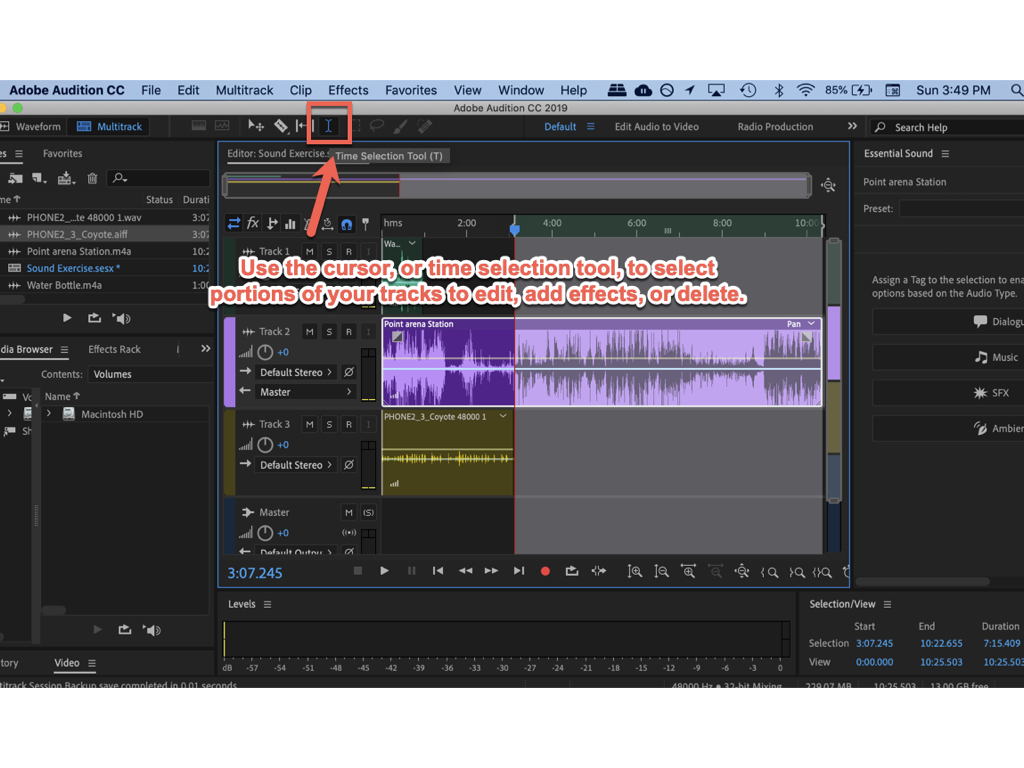 Adobe Audition CC File Edit Multitrack Clip Effects Favorites View Window Help 85% Sun 3:49 PM
Adobe Audition CC 2019
Waveform Multitrack Default Edit Audio to Video Radio Production Search Help
Favorites
Editor: Sound Exercise
Time Selection Tool (T)
Essential Sound
Point arena Station
Preset:
Status Durati
PHONE2_...te 48000 1.wav 3:07
PHONE2_3_Coyote.aiff 3:07
Point arena Station.m4a 10:2
Sound Exercise.sesx * 10:2
Water Bottle.m4a 1:00
hms 2:00 4:00 6:00 8:00 10:00
Track 1 M S R I
Wa...
Use the cursor, or time selection tool, to select
portions of your tracks to edit, add effects, or delete.
Assign a Tag to the selection to ena
options based on the Audio Type.
Dialogu
Music
SFX
Ambien
Track 2 M S R I
+0
Default Stereo
Master
Point arena Station Pan
Track 3 M S R I
+0
Default Stereo
PHONE2_3_Coyote 48000 1
Master M (S)
+0
Default Outpu
dia Browser Effects Rack
Contents: Volumes
Name
Macintosh HD
3:07.245
Levels
dB -57 -54 -51 -48 -45 -42 -39 -36 -33 -30 -27 -24 -21 -18 -15 -12 -9 -6 -3 0
Selection/View
Start End Duration
Selection 3:07.245 10:22.655 7:15.409
View 0:00.000 10:25.503 10:25.503
tory Video
titrack Session Backup save completed in 0.01 seconds
48000 Hz • 32-bit Mixing 229.07 MB 10:25.503 13.00 GB free